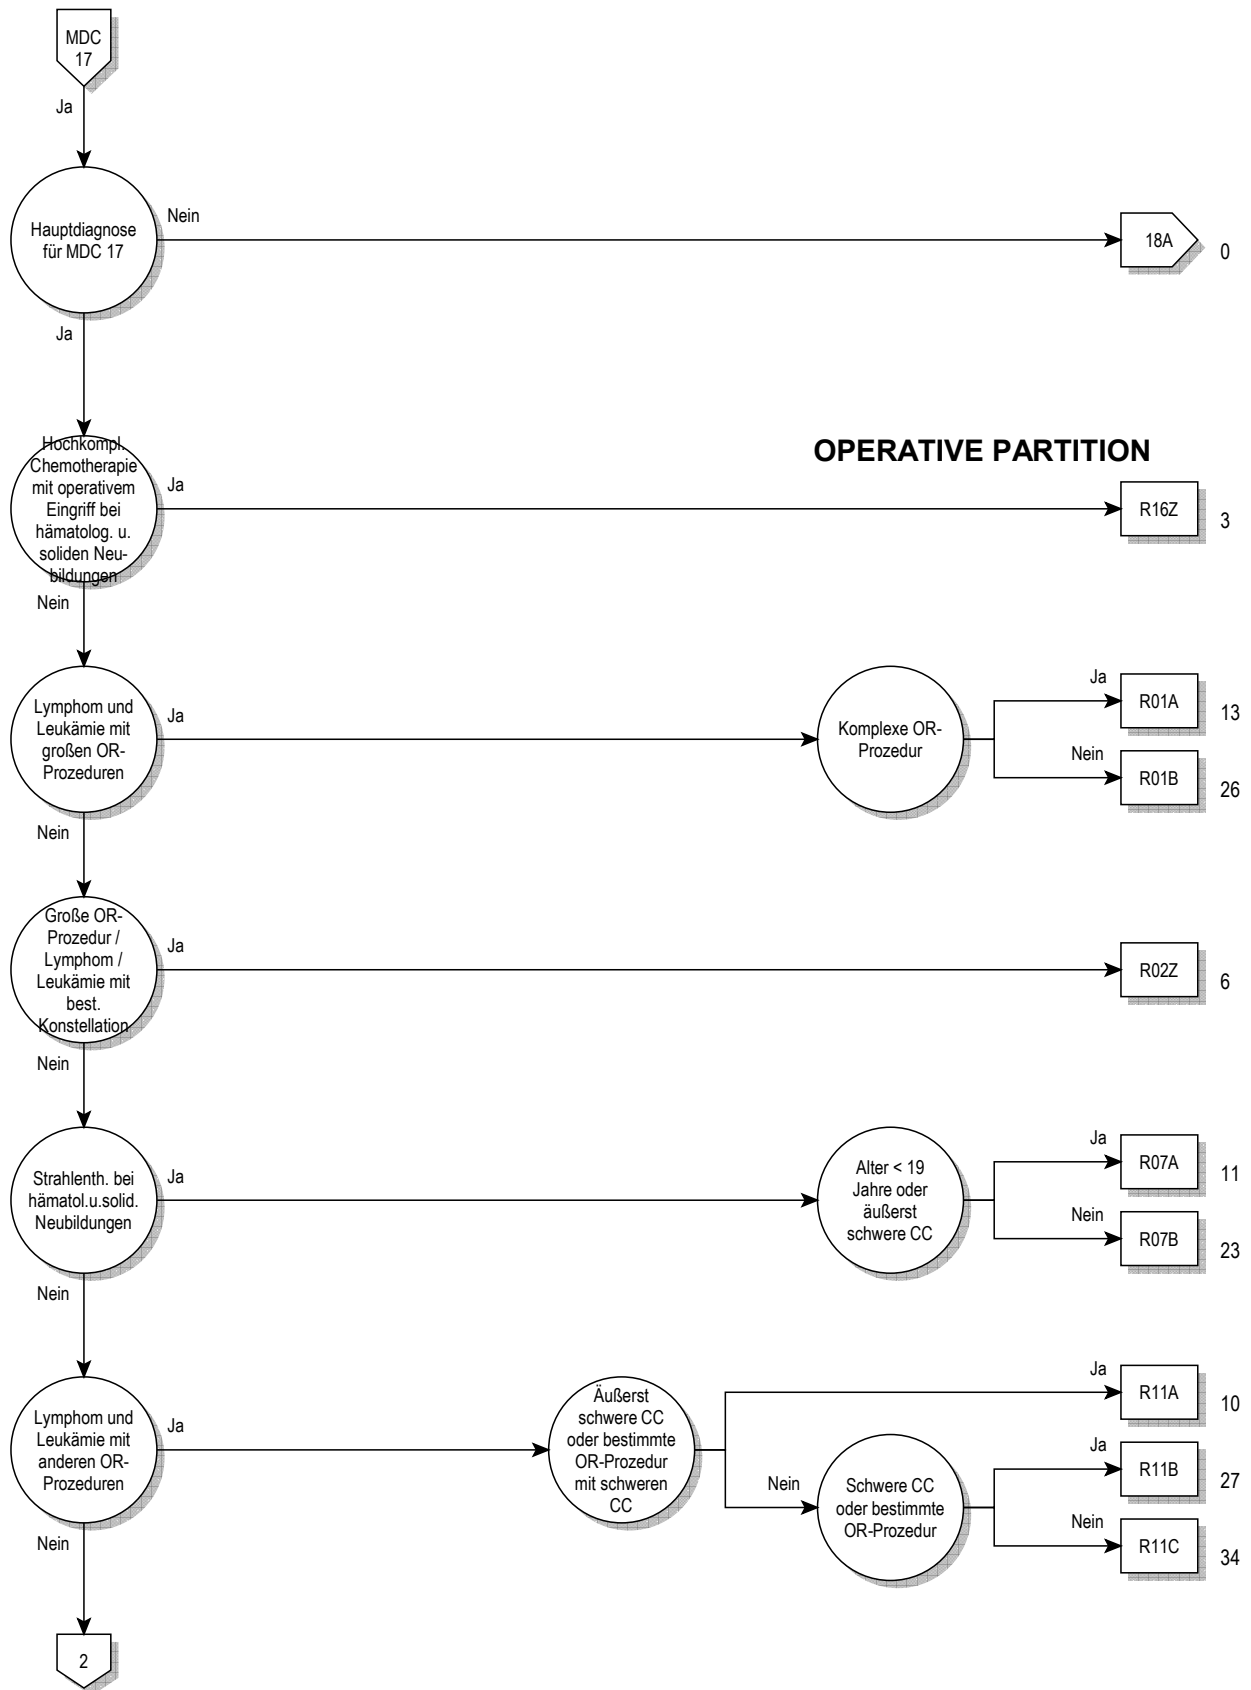 MDC
17
Ja
Hauptdiagnose
für MDC 17
Nein
18A
0
Ja
OPERATIVE PARTITION
Hochkompl.
Chemotherapie
mit operativem
Eingriff bei
hämatolog. u.
soliden Neu-
bildungen
Ja
R16Z
3
Nein
Lymphom und
Leukämie mit
großen OR-
Prozeduren
Ja
Komplexe OR-
Prozedur
Ja
R01A
13
Nein
R01B
26
Nein
Große OR-
Prozedur /
Lymphom /
Leukämie mit
best.
Konstellation
Ja
R02Z
6
Nein
Strahlenth. bei
hämatol.u.solid.
Neubildungen
Ja
Alter < 19
Jahre oder
äußerst
schwere CC
Ja
R07A
11
Nein
R07B
23
Nein
Lymphom und
Leukämie mit
anderen OR-
Prozeduren
Ja
Äußerst
schwere CC
oder bestimmte
OR-Prozedur
mit schweren
CC
Ja
R11A
10
Nein
Schwere CC
oder bestimmte
OR-Prozedur
Ja
R11B
27
Nein
R11C
34
Nein
2